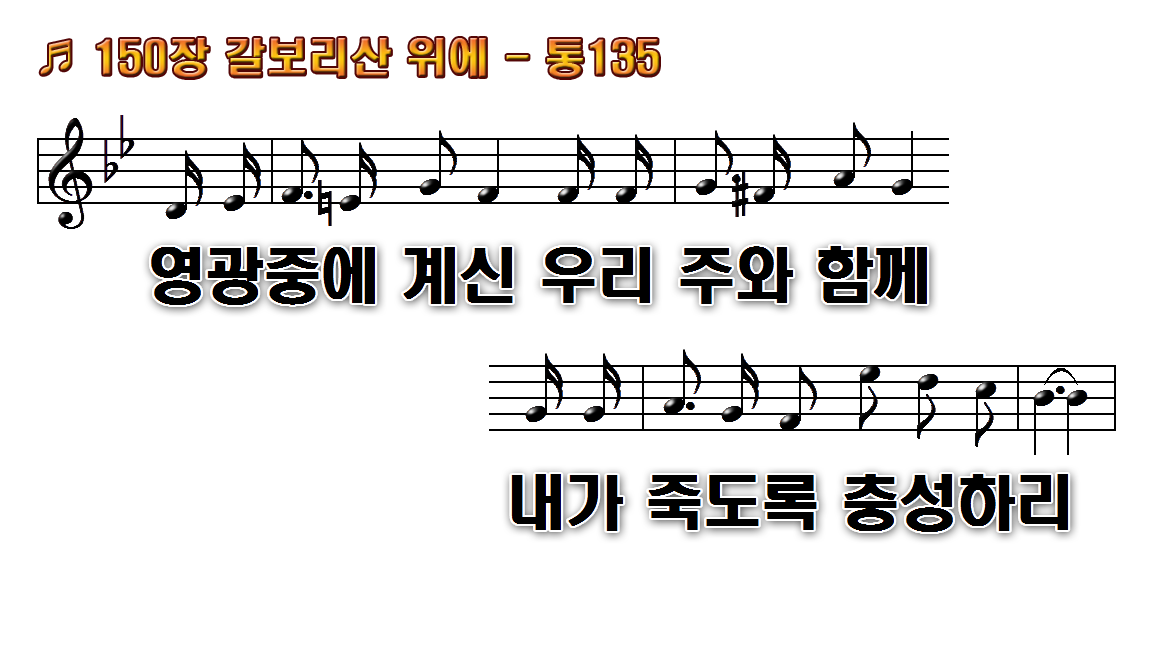 150장 갈보리산 위에 - 통135
영광중에 계신 우리 주와 함께
내가 죽도록 충성하리